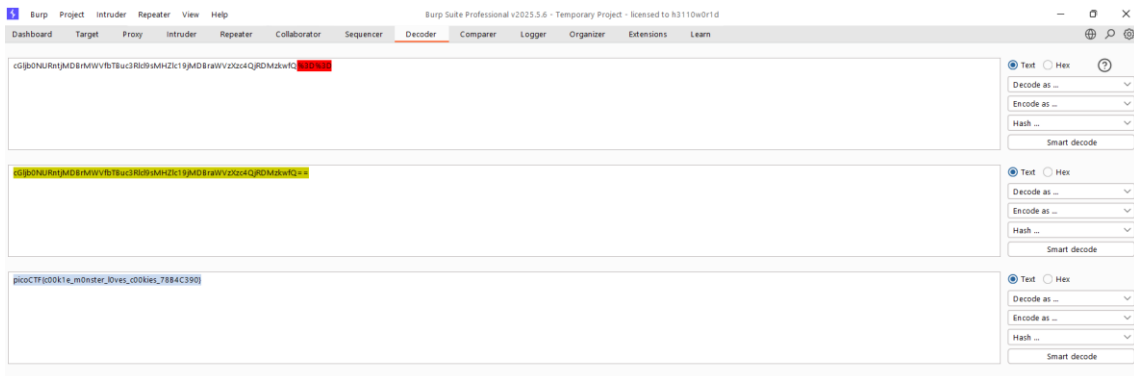 Burp Project Intruder Repeater View Help
Burp Suite Professional v2025.5.6 - Temporary Project - licensed to h3110w0r1d
Dashboard Target Proxy Intruder Repeater Collaborator Sequencer Decoder Comparer Logger Organizer Extensions Learn
cGljb0NURntjMDBrMWVfbTBuc3Rlcl9sMHZlc19jMDBraWVzXzc4QjRDMzkwfQ%3D%3D
Text Hex
Decode as ...
Encode as ...
Hash ...
Smart decode
cGljb0NURntjMDBrMWVfbTBuc3Rlcl9sMHZlc19jMDBraWVzXzc4QjRDMzkwfQ==
Text Hex
Decode as ...
Encode as ...
Hash ...
Smart decode
picoCTF{c00k1e_m0nster_l0ves_c00kies_78B4C390}
Text Hex
Decode as ...
Encode as ...
Hash ...
Smart decode